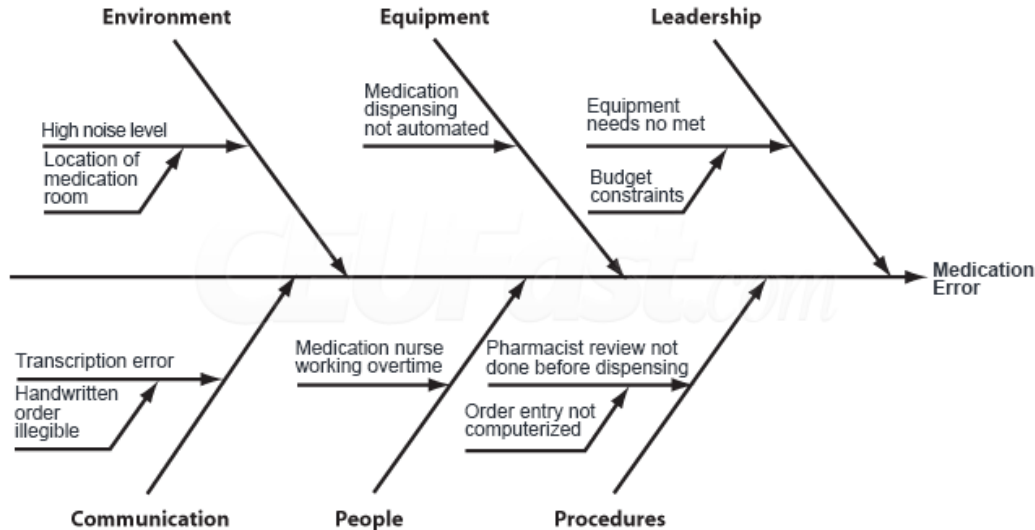 Environment
Equipment
Leadership
High noise level
Location of
medication
room
Medication
dispensing
not automated
Equipment
needs no met
Budget
constraints
CEUFast.com
Medication
Error
Transcription error
Handwritten
order
illegible
Medication nurse
working overtime
Pharmacist review not
done before dispensing
Order entry not
computerized
Communication
People
Procedures